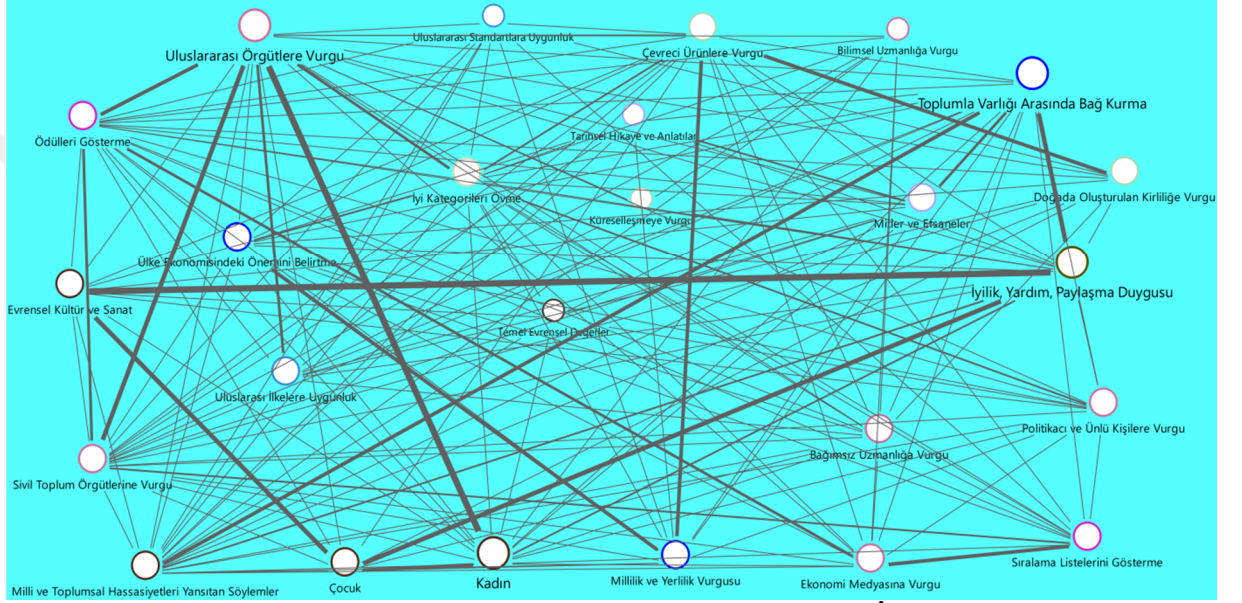 Uluslararası Standartlara Uygunluk
Uluslararası Örgütlere Vurgu
Çevreci Ürünlere Vurgu
Bilimsel Uzmanlığa Vurgu
Toplumla Varlığı Arasında Bağ Kurma
Ödülleri Gösterme
Tarihsel Hikaye ve Anlatılar
İyi Kategorileri Övme
Doğada Oluşturulan Kirliliğe Vurgu
Küreselleşmeye Vurgu
Mitler ve Efsaneler
Ülke Ekonomisindeki Önemini Belirtme
İyilik, Yardım, Paylaşma Duygusu
Evrensel Kültür ve Sanat
Temel Evrensel Değerler
Uluslarası İlkelere Uygunluk
Politikacı ve Ünlü Kişilere Vurgu
Bağımsız Uzmanlığa Vurgu
Sivil Toplum Örgütlerine Vurgu
Sıralama Listelerini Gösterme
Milli ve Toplumsal Hassasiyetleri Yansıtan Söylemler
Çocuk
Kadın
Millilik ve Yerlilik Vurgusu
Ekonomi Medyasına Vurgu